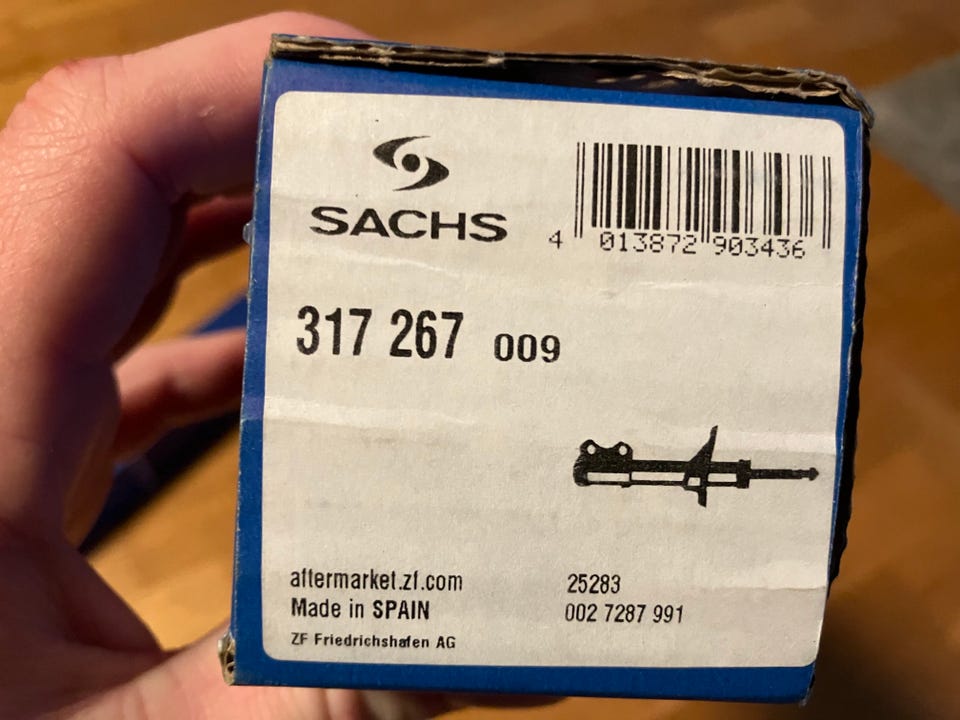 SACHS
4 013872 903436
317 267 009
aftermarket.zf.com
Made in SPAIN
ZF Friedrichshafen AG
25283
002 7287 991